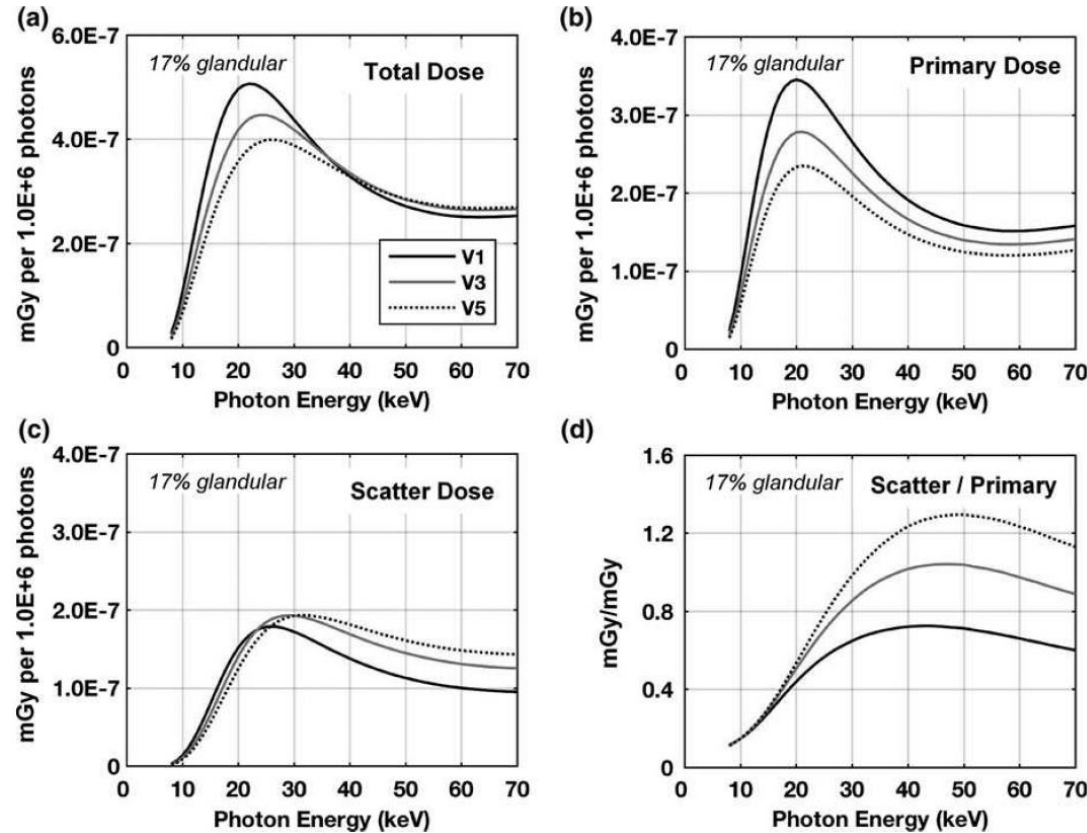 (a)
6.0E-7
4.0E-7
2.0E-7
0
mGy per 1.0E+6 photons
17% glandular
Total Dose
V1
V3
V5
0 10 20 30 40 50 60 70
Photon Energy (keV)
(b)
4.0E-7
3.0E-7
2.0E-7
1.0E-7
0
mGy per 1.0E+6 photons
17% glandular
Primary Dose
0 10 20 30 40 50 60 70
Photon Energy (keV)
(c)
4.0E-7
3.0E-7
2.0E-7
1.0E-7
0
mGy per 1.0E+6 photons
17% glandular
Scatter Dose
0 10 20 30 40 50 60 70
Photon Energy (keV)
(d)
1.6
1.2
0.8
0.4
0
mGy/mGy
17% glandular
Scatter / Primary
0 10 20 30 40 50 60 70
Photon Energy (keV)